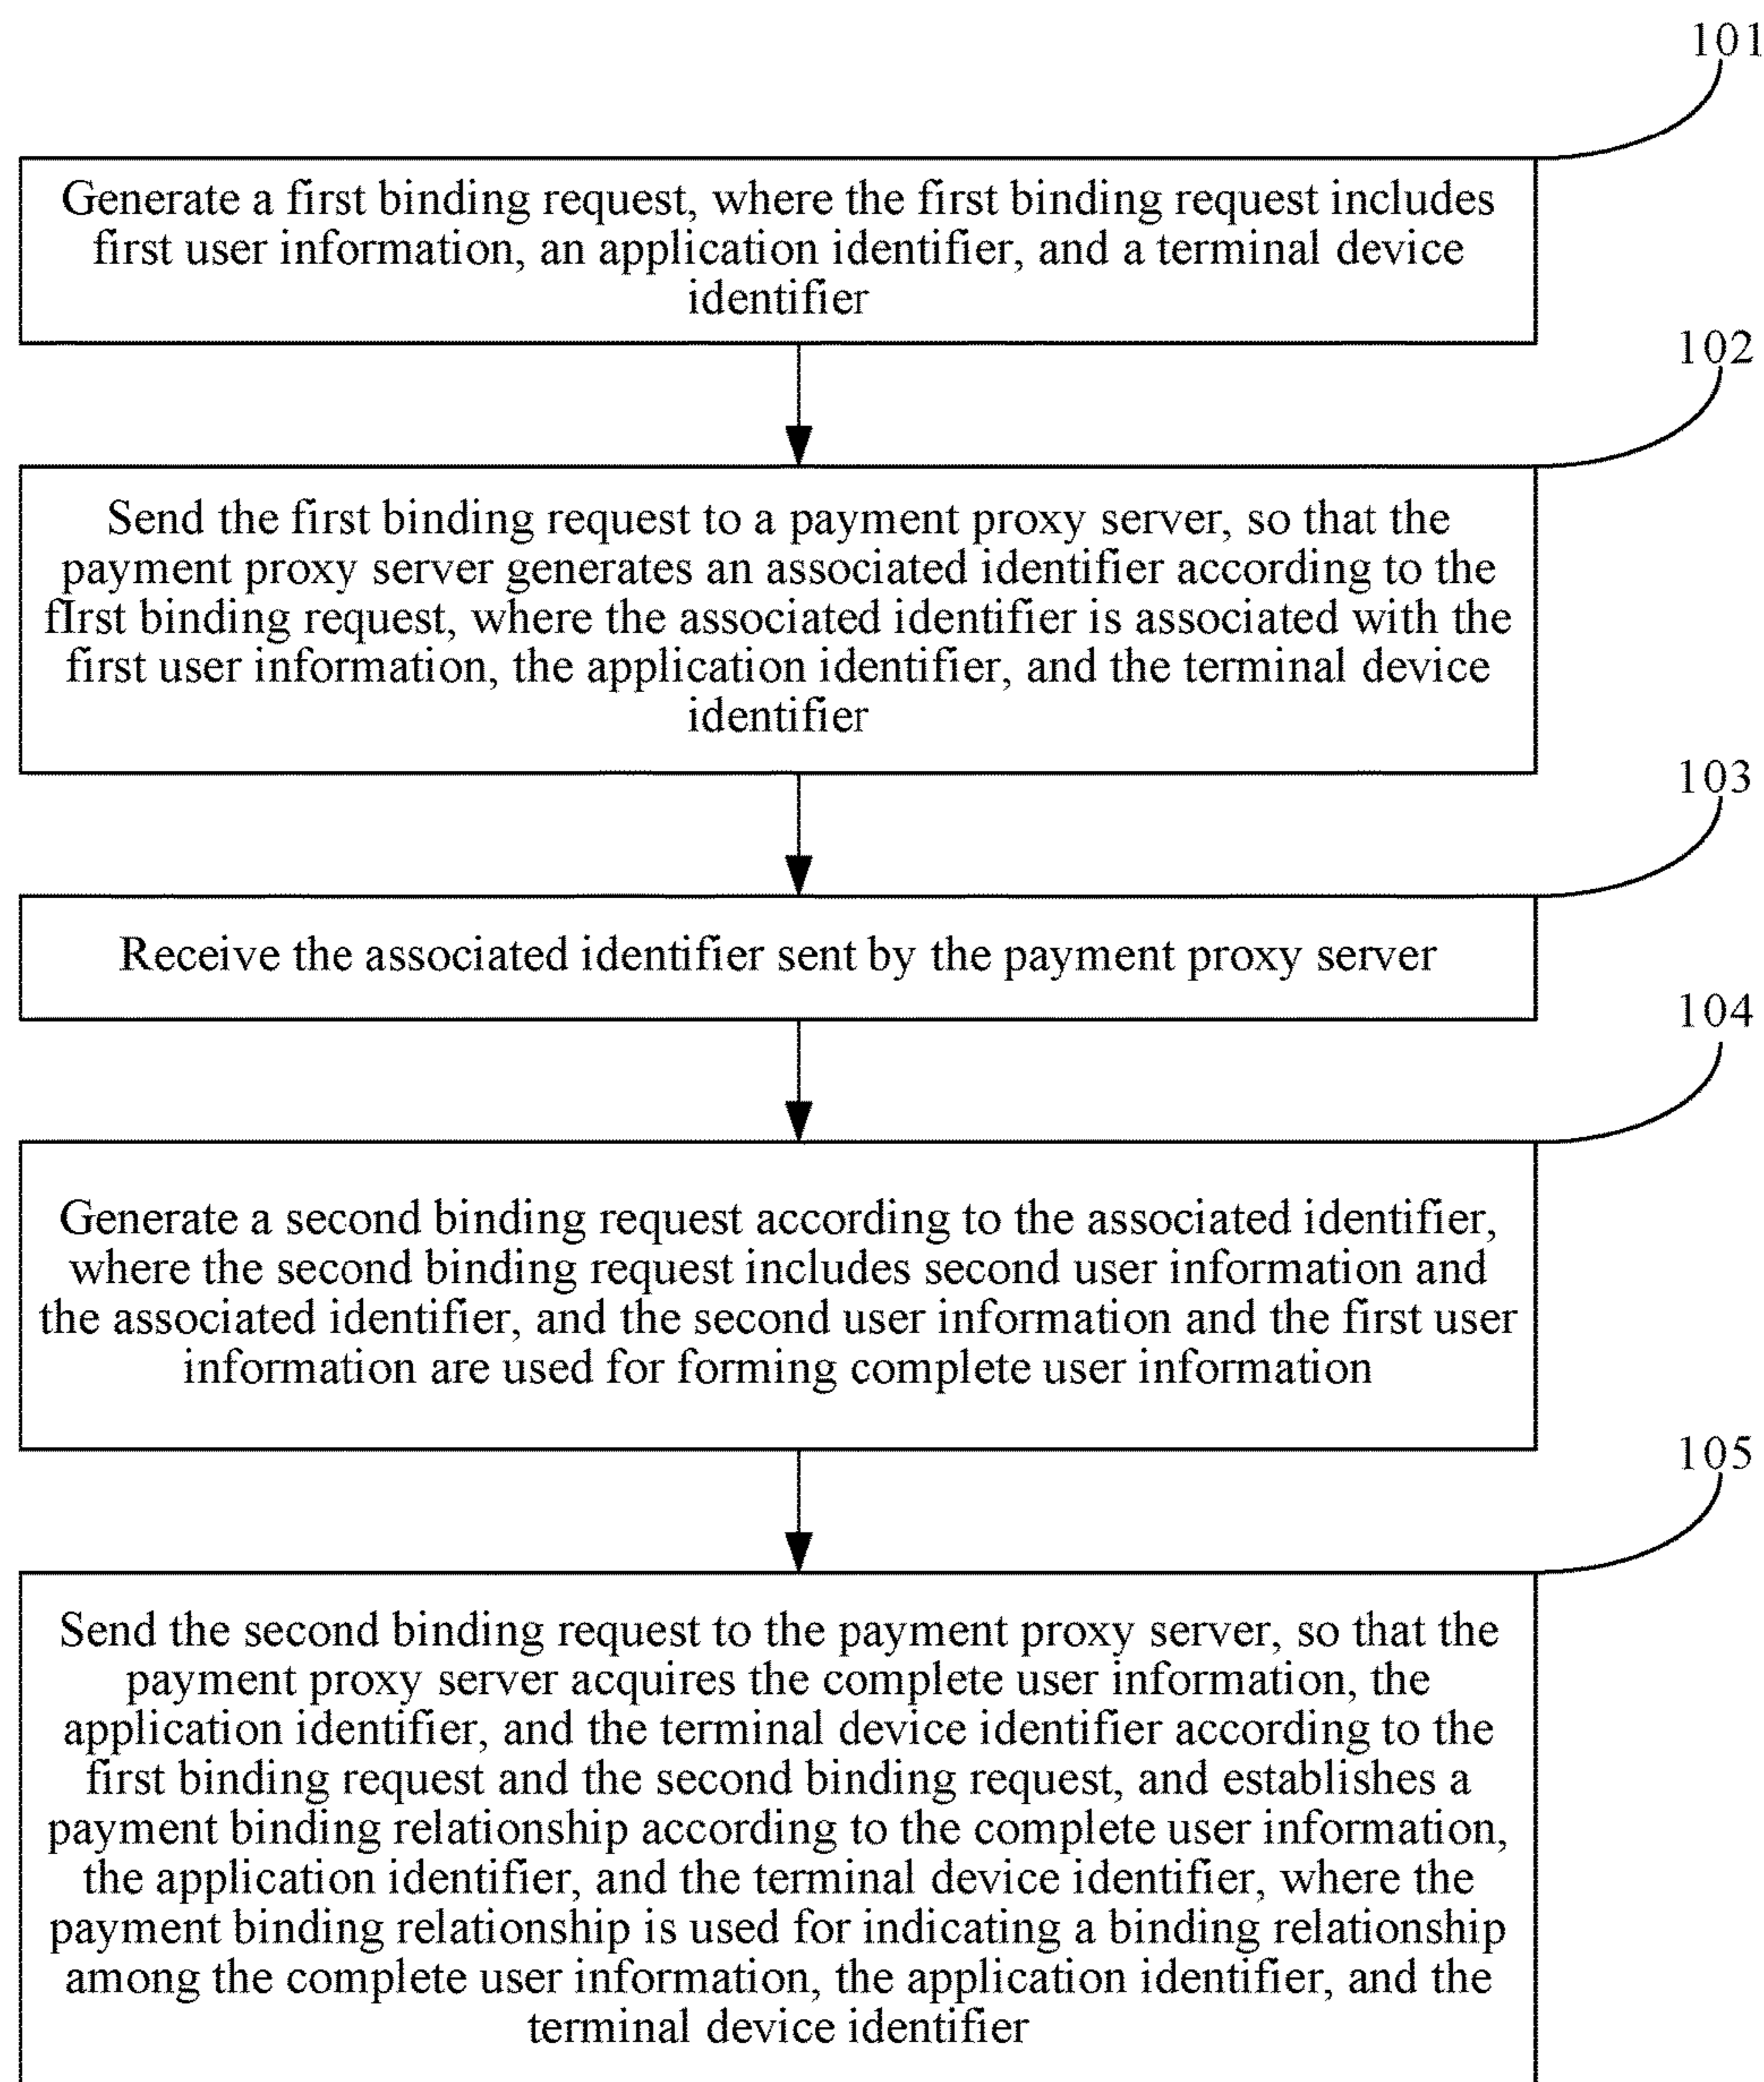 101
Generate a first binding request, where the first binding request includes
first user information, an application identifier, and a terminal device
identifier
102
Send the first binding request to a payment proxy server, so that the
payment proxy server generates an associated identifier according to the
fIrst binding request, where the associated identifier is associated with the
first user information, the application identifier, and the terminal device
identifier
103
Receive the associated identifier sent by the payment proxy server
104
Generate a second binding request according to the associated identifier,
where the second binding request includes second user information and
the associated identifier, and the second user information and the first user
information are used for forming complete user information
105
Send the second binding request to the payment proxy server, so that the
payment proxy server acquires the complete user information, the
application identifier, and the terminal device identifier according to the
first binding request and the second binding request, and establishes a
payment binding relationship according to the complete user information,
the application identifier, and the terminal device identifier, where the
payment binding relationship is used for indicating a binding relationship
among the complete user information, the application identifier, and the
terminal device identifier